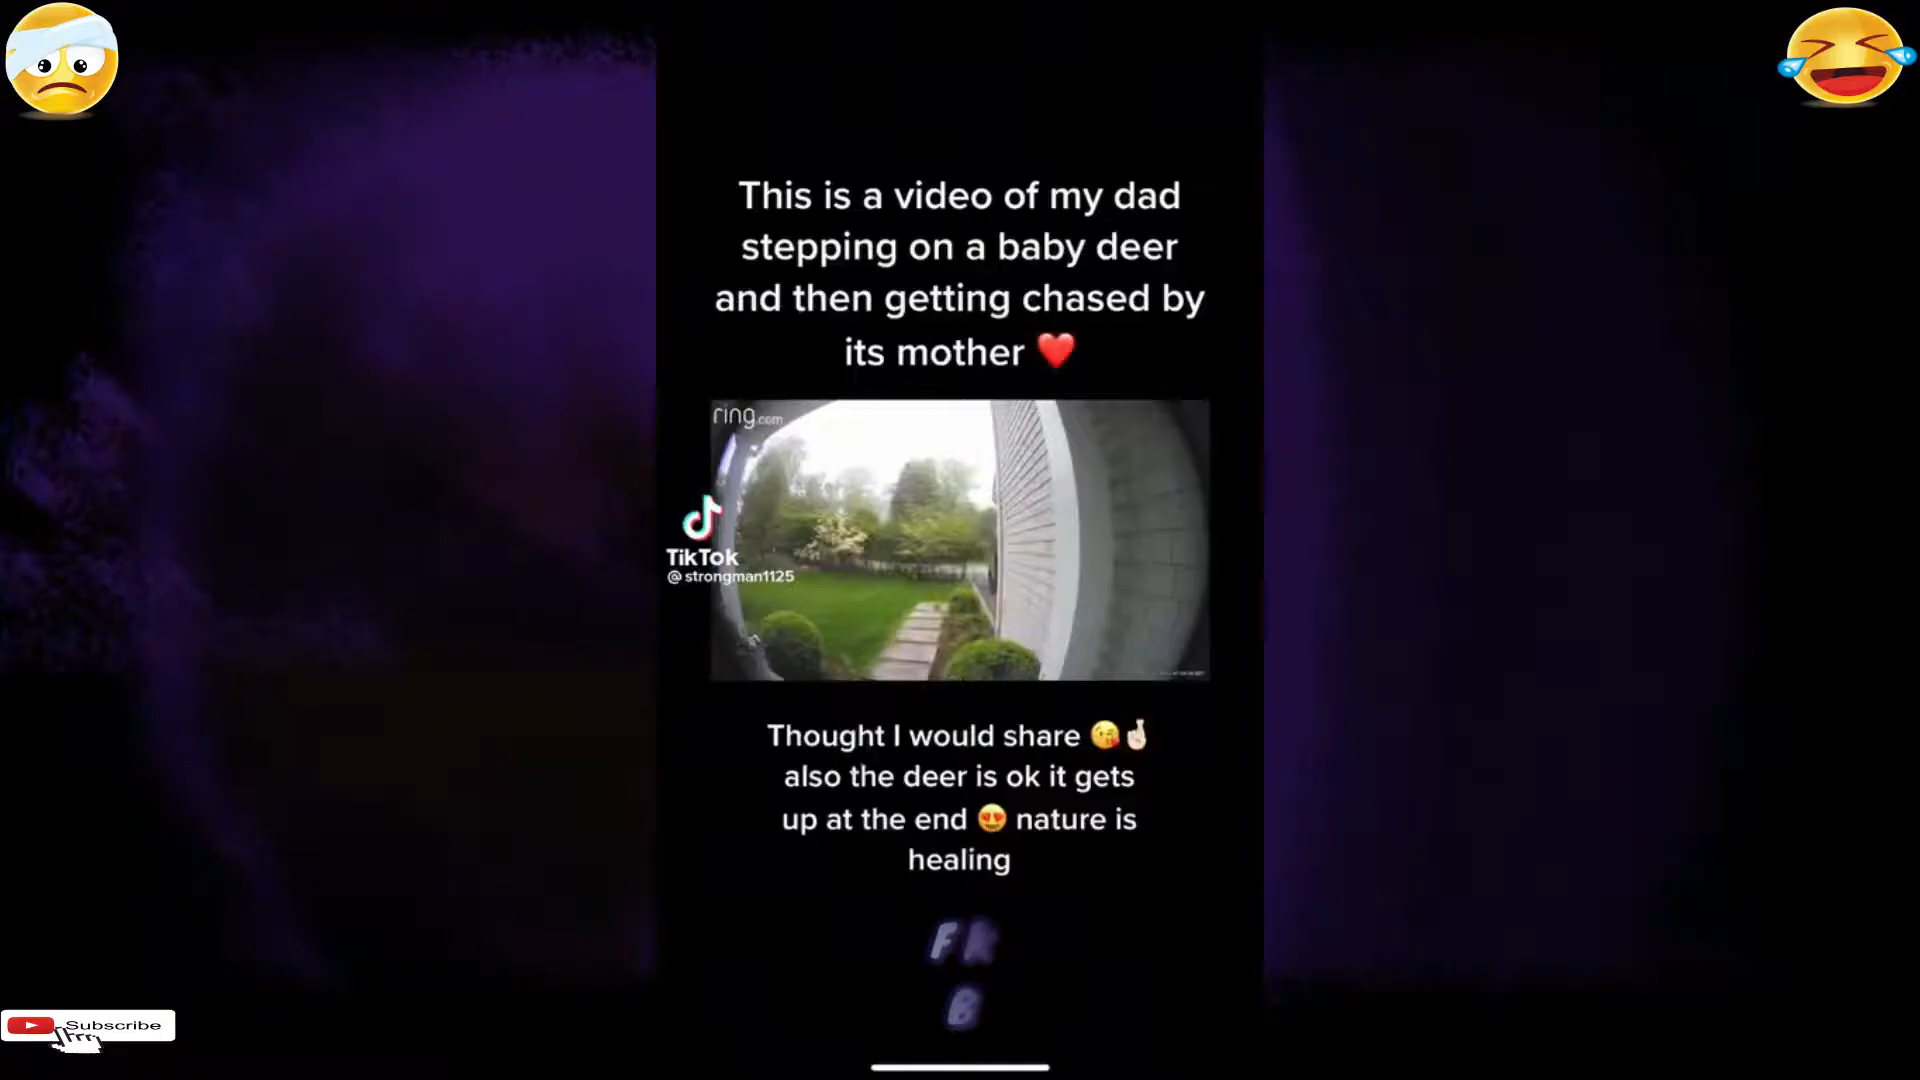 This is a video of my dad
stepping on a baby deer
and then getting chased by
its mother ❤️
ring.com
TikTok
@strongman1125
Thought I would share 😘🤞🏻
also the deer is ok it gets
up at the end 😍 nature is
healing
F R
B
Subscribe